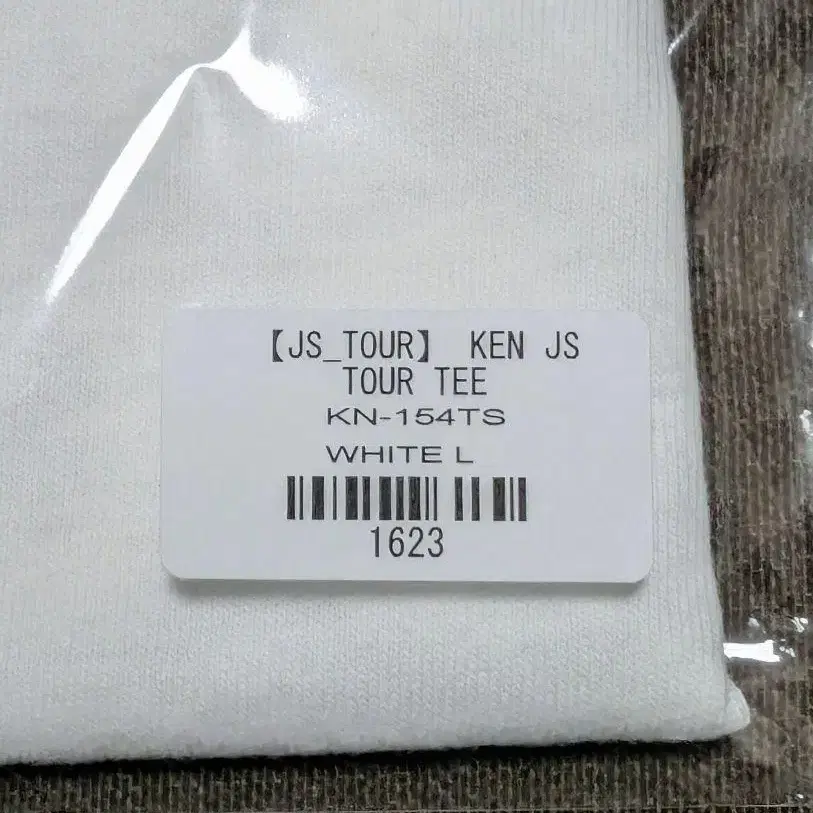 【JS_TOUR】 KEN JS
TOUR TEE
KN-154TS
WHITE L
1623